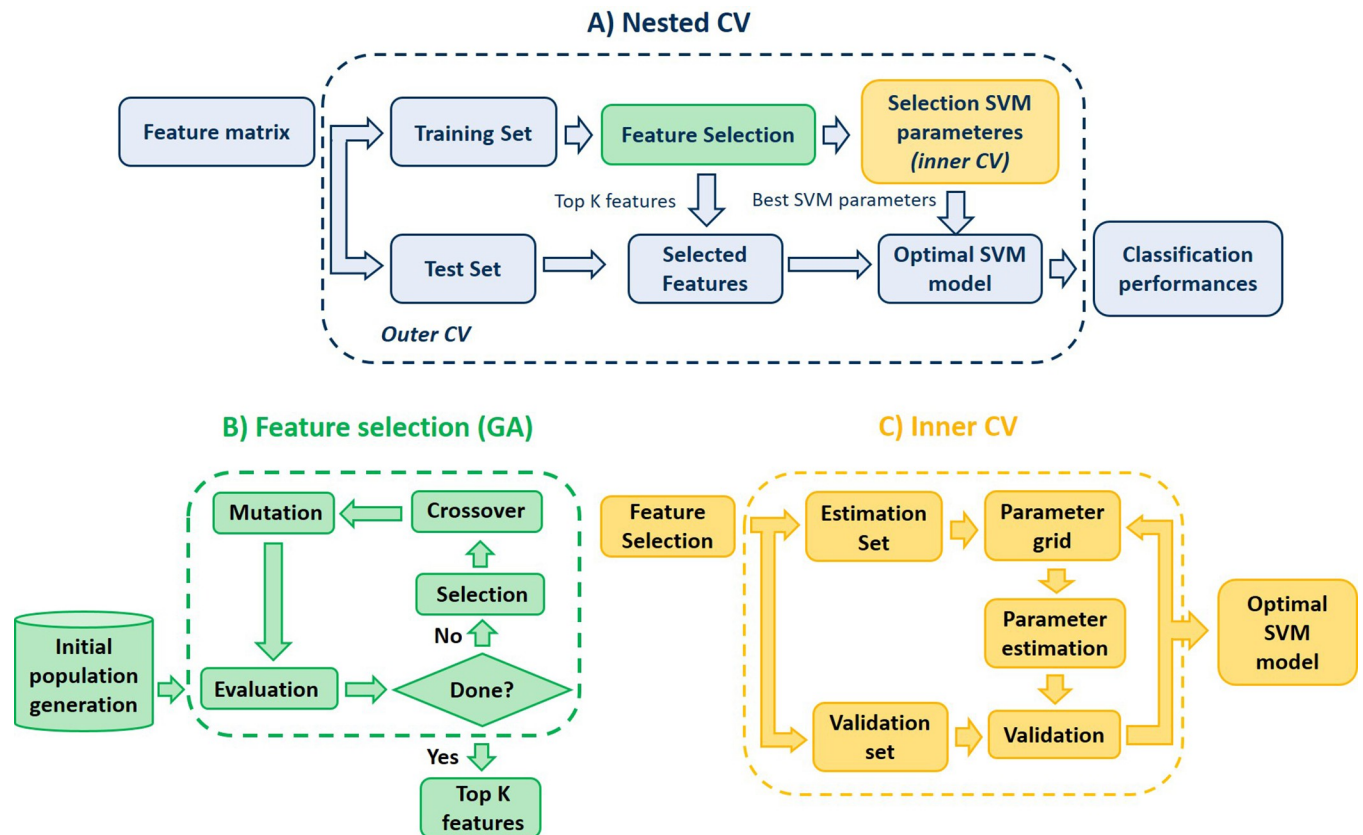 A) Nested CV
Feature matrix
Training Set
Feature Selection
Selection SVM
parameteres
(inner CV)
Top K features
Best SVM parameters
Test Set
Selected
Features
Optimal SVM
model
Classification
performances
Outer CV
B) Feature selection (GA)
Mutation
Crossover
Selection
No
Initial
population
generation
Evaluation
Done?
Yes
Top K
features
C) Inner CV
Feature
Selection
Estimation
Set
Parameter
grid
Parameter
estimation
Optimal
SVM
model
Validation
set
Validation